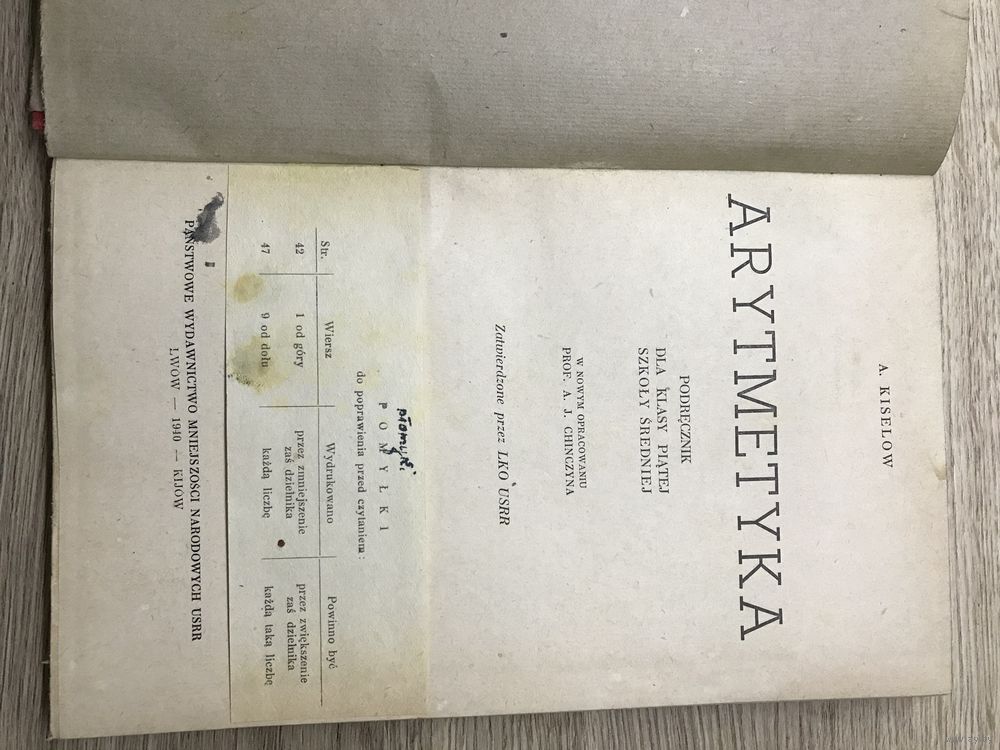 A. KISELOW
ARYTMETYKA
PODRĘCZNIK
DLA KLASY PIĄTEJ
SZKOŁY ŚREDNIEJ
W NOWYM OPRACOWANIU
PROF. A. J. CHINCZYNA
Zatwierdzone przez LKO USRR
POMYŁKI
do poprawienia przed czytaniem:
Str. Wiersz Wydrukowano Powinno być
42 1 od góry przez zmniejszenie przez zwiększenie
zaś dzielnika zaś dzielnika
47 9 od dołu każdą liczbę każdą taką liczbę
PAŃSTWOWE WYDAWNICTWO MNIEJSZOŚCI NARODOWYCH USRR
LWÓW — 1940 — KIJÓW